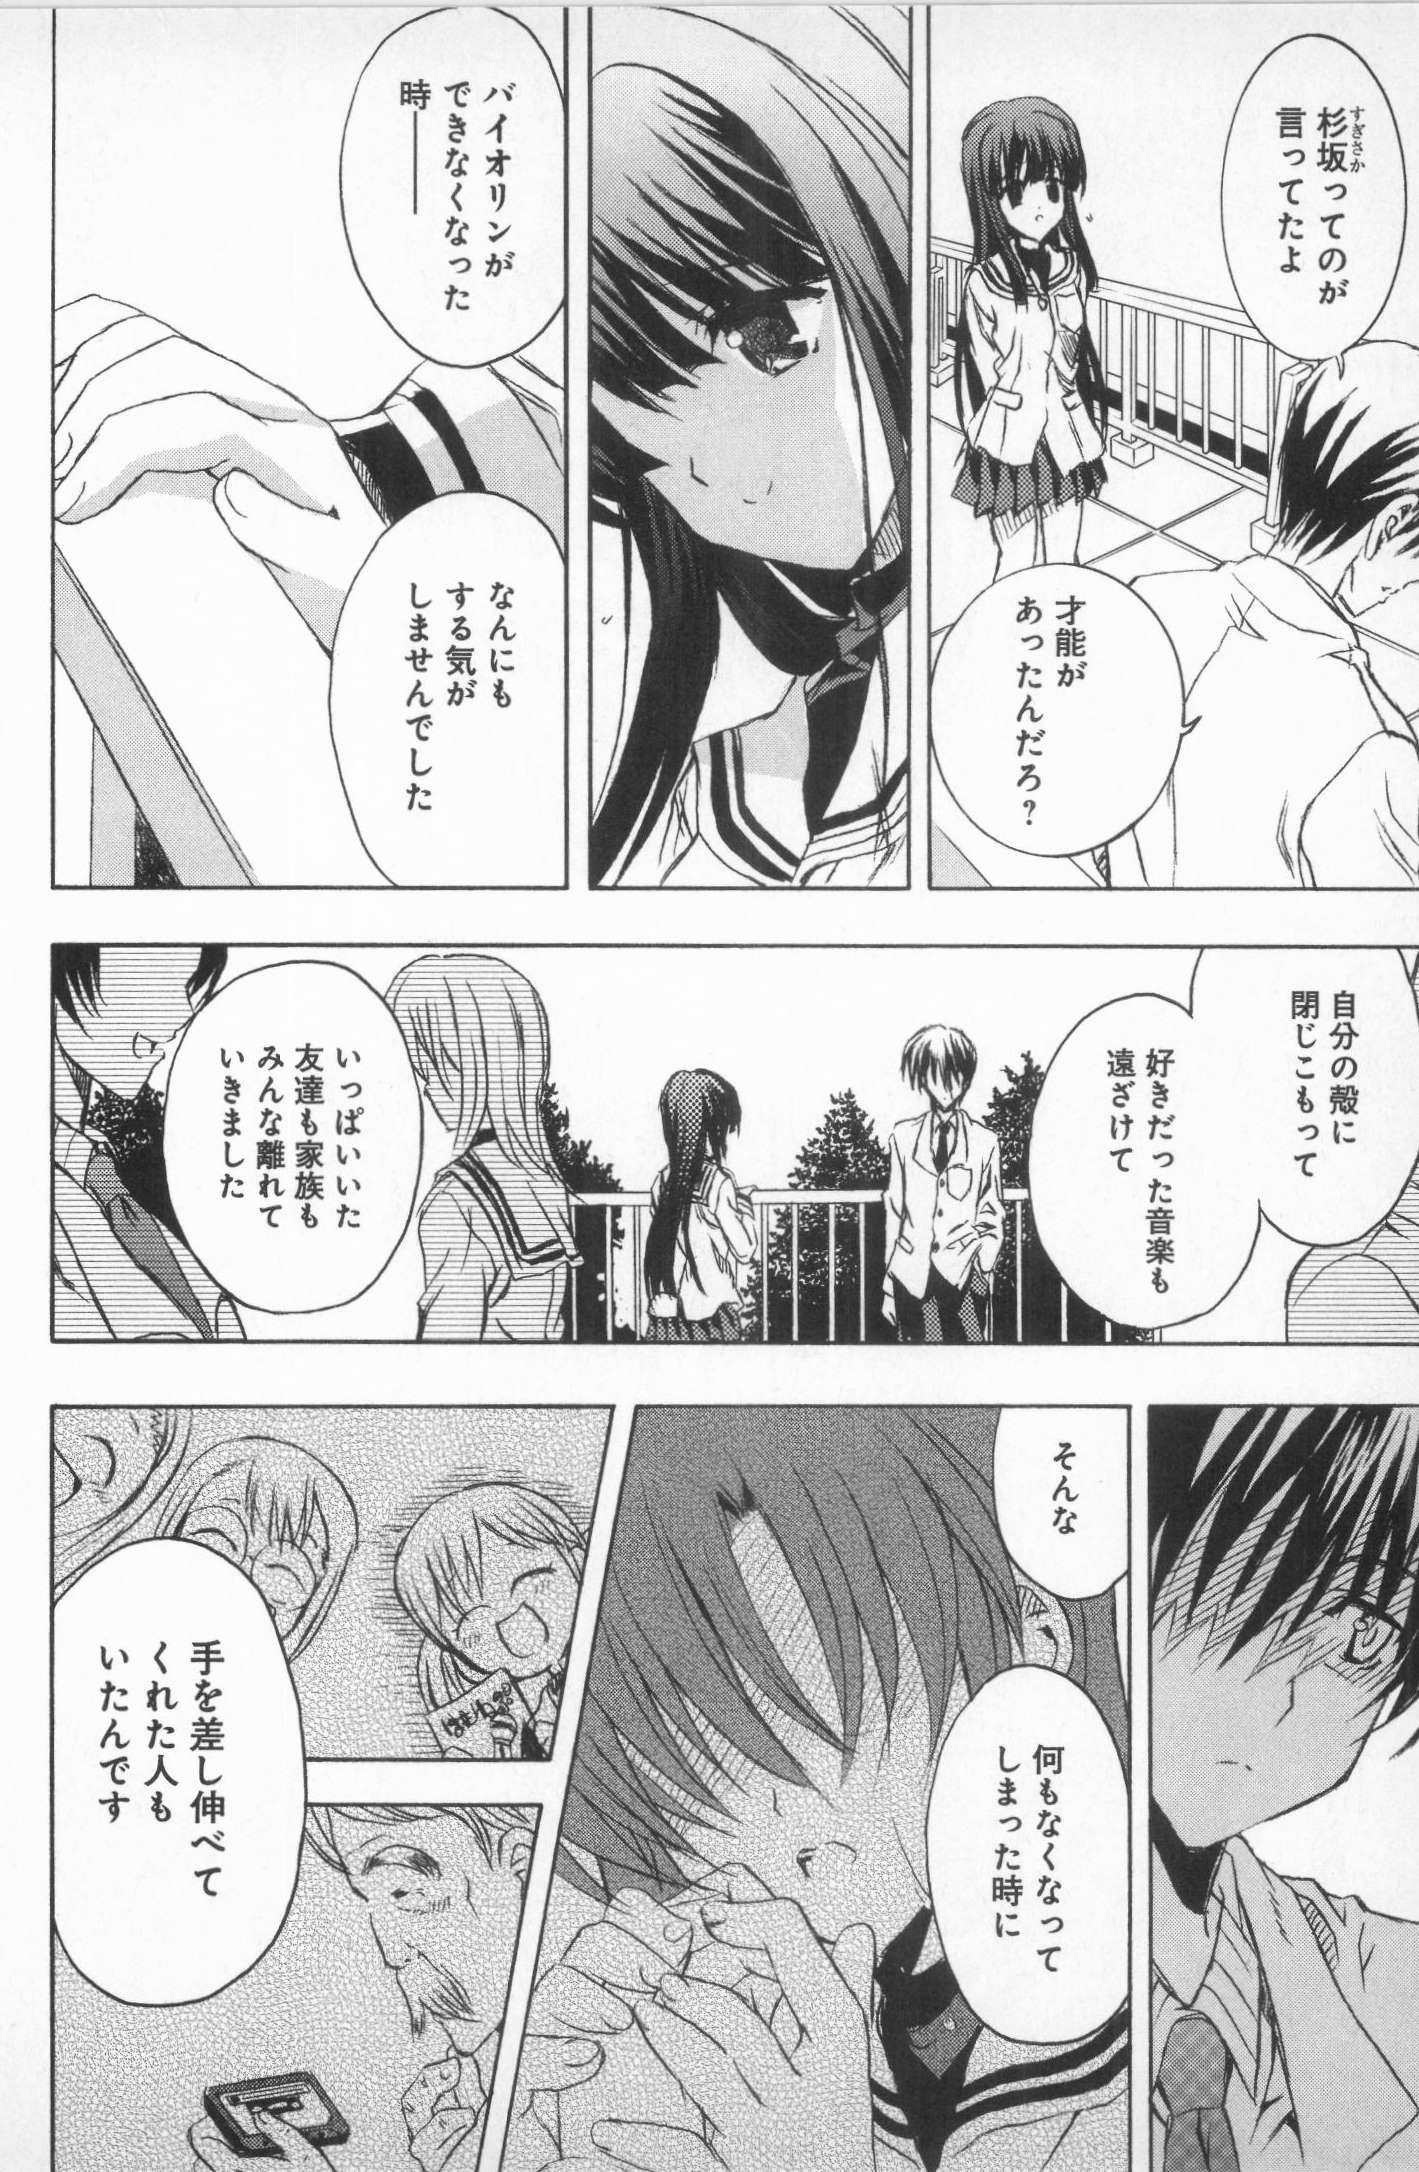 杉坂ってのが
すぎさか
言ってたよ
才能が
あったんだろ?
バイオリンが
できなくなった
時――
なんにも
する気が
しませんでした
自分の殻に
閉じこもって
好きだった音楽も
遠ざけて
いっぱいいた
友達も家族も
みんな離れて
いきました
そんな
何もなくなって
しまった時に
手を差し伸べて
くれた人も
いたんです